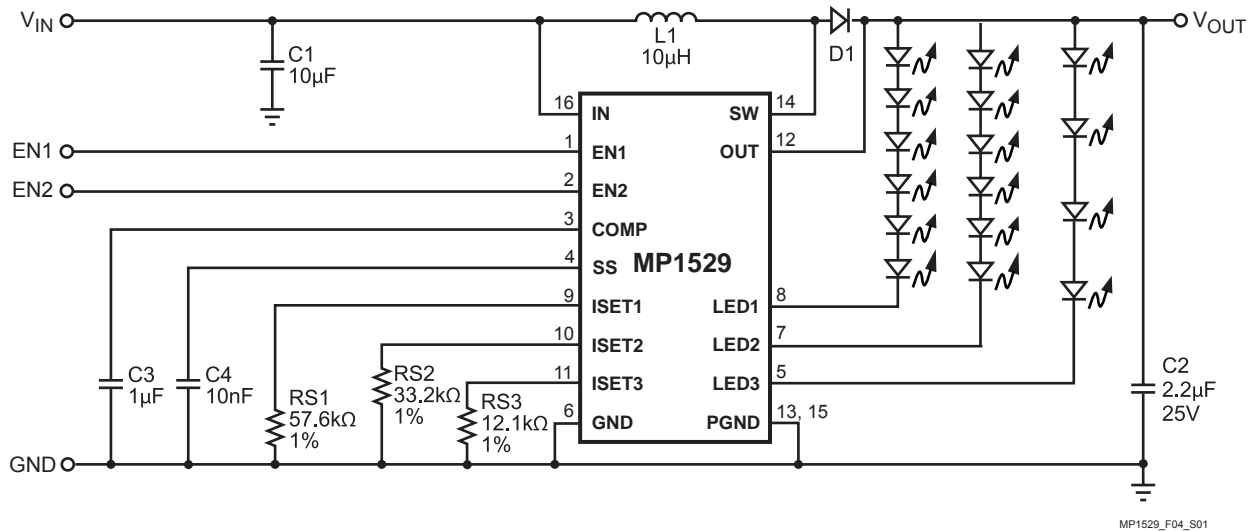 VIN
VOUT
L1
10µH
D1
C1
10µF
16
IN
SW
14
EN1
1
EN1
OUT
12
EN2
2
EN2
3
COMP
4
SS
MP1529
9
ISET1
LED1
8
10
ISET2
LED2
7
11
ISET3
LED3
5
6
GND
PGND
13, 15
C3
1µF
C4
10nF
RS1
57.6kΩ
1%
RS2
33.2kΩ
1%
RS3
12.1kΩ
1%
C2
2.2µF
25V
GND
MP1529_F04_S01